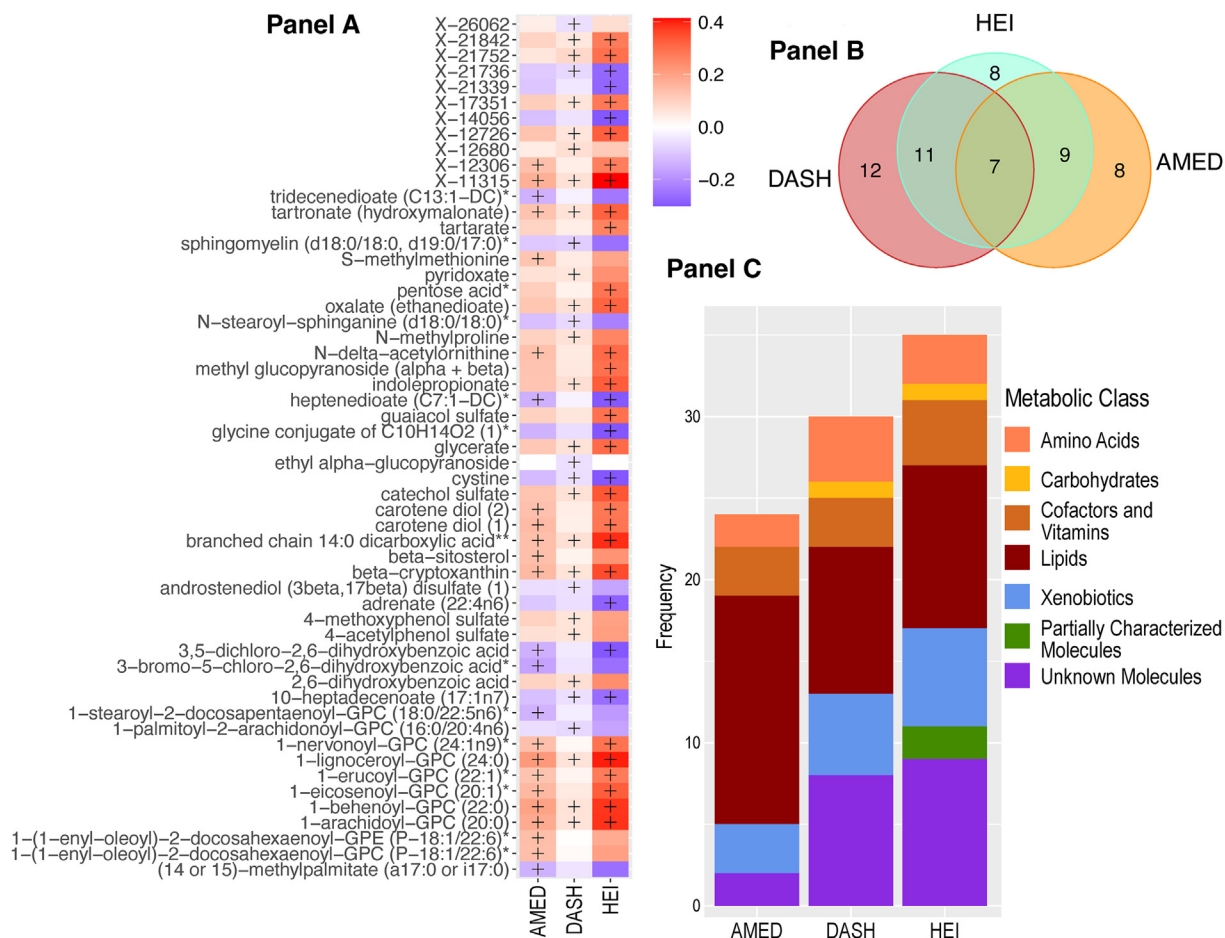 Panel A
X−26062
X−21842
X−21752
X−21736
X−21339
X−17351
X−14056
X−12726
X−12680
X−12306
X−11315
tridecenedioate (C13:1−DC)*
tartronate (hydroxymalonate)
tartarate
sphingomyelin (d18:0/18:0, d19:0/17:0)*
S−methylmethionine
pyridoxate
pentose acid*
oxalate (ethanedioate)
N−stearoyl−sphinganine (d18:0/18:0)*
N−methylproline
N−delta−acetylornithine
methyl glucopyranoside (alpha + beta)
indolepropionate
heptenedioate (C7:1−DC)*
guaiacol sulfate
glycine conjugate of C10H14O2 (1)*
glycerate
ethyl alpha−glucopyranoside
cystine
catechol sulfate
carotene diol (2)
carotene diol (1)
branched chain 14:0 dicarboxylic acid**
beta−sitosterol
beta−cryptoxanthin
androstenediol (3beta,17beta) disulfate (1)
adrenate (22:4n6)
4−methoxyphenol sulfate
4−acetylphenol sulfate
3,5−dichloro−2,6−dihydroxybenzoic acid
3−bromo−5−chloro−2,6−dihydroxybenzoic acid*
2,6−dihydroxybenzoic acid
10−heptadecenoate (17:1n7)
1−stearoyl−2−docosapentaenoyl−GPC (18:0/22:5n6)*
1−palmitoyl−2−arachidonoyl−GPC (16:0/20:4n6)
1−nervonoyl−GPC (24:1n9)*
1−lignoceroyl−GPC (24:0)
1−erucoyl−GPC (22:1)*
1−eicosenoyl−GPC (20:1)*
1−behenoyl−GPC (22:0)
1−arachidoyl−GPC (20:0)
1−(1−enyl−oleoyl)−2−docosahexaenoyl−GPE (P−18:1/22:6)*
1−(1−enyl−oleoyl)−2−docosahexaenoyl−GPC (P−18:1/22:6)*
(14 or 15)−methylpalmitate (a17:0 or i17:0)
AMED
DASH
HEI
0.4
0.2
0.0
−0.2
Panel B
HEI
DASH
AMED
8
12
11
7
9
8
Panel C
Frequency
30
20
10
0
AMED
DASH
HEI
Metabolic Class
Amino Acids
Carbohydrates
Cofactors and
Vitamins
Lipids
Xenobiotics
Partially Characterized
Molecules
Unknown Molecules